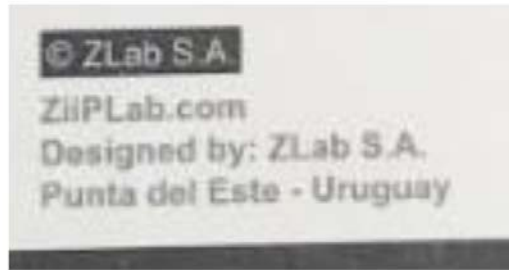 © ZLab S.A.
ZiiPLab.com
Designed by: ZLab S.A.
Punta del Este - Uruguay